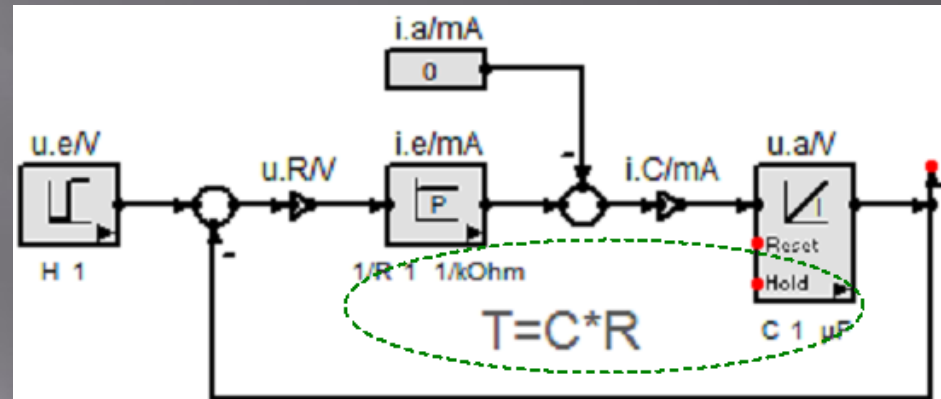 i.a/mA
0
u.e/V
u.R/V
i.e/mA
P
i.C/mA
u.a/V
I
Reset
Hold
H 1
1/R 1 1/kOhm
C 1 µF
T=C*R
-
-